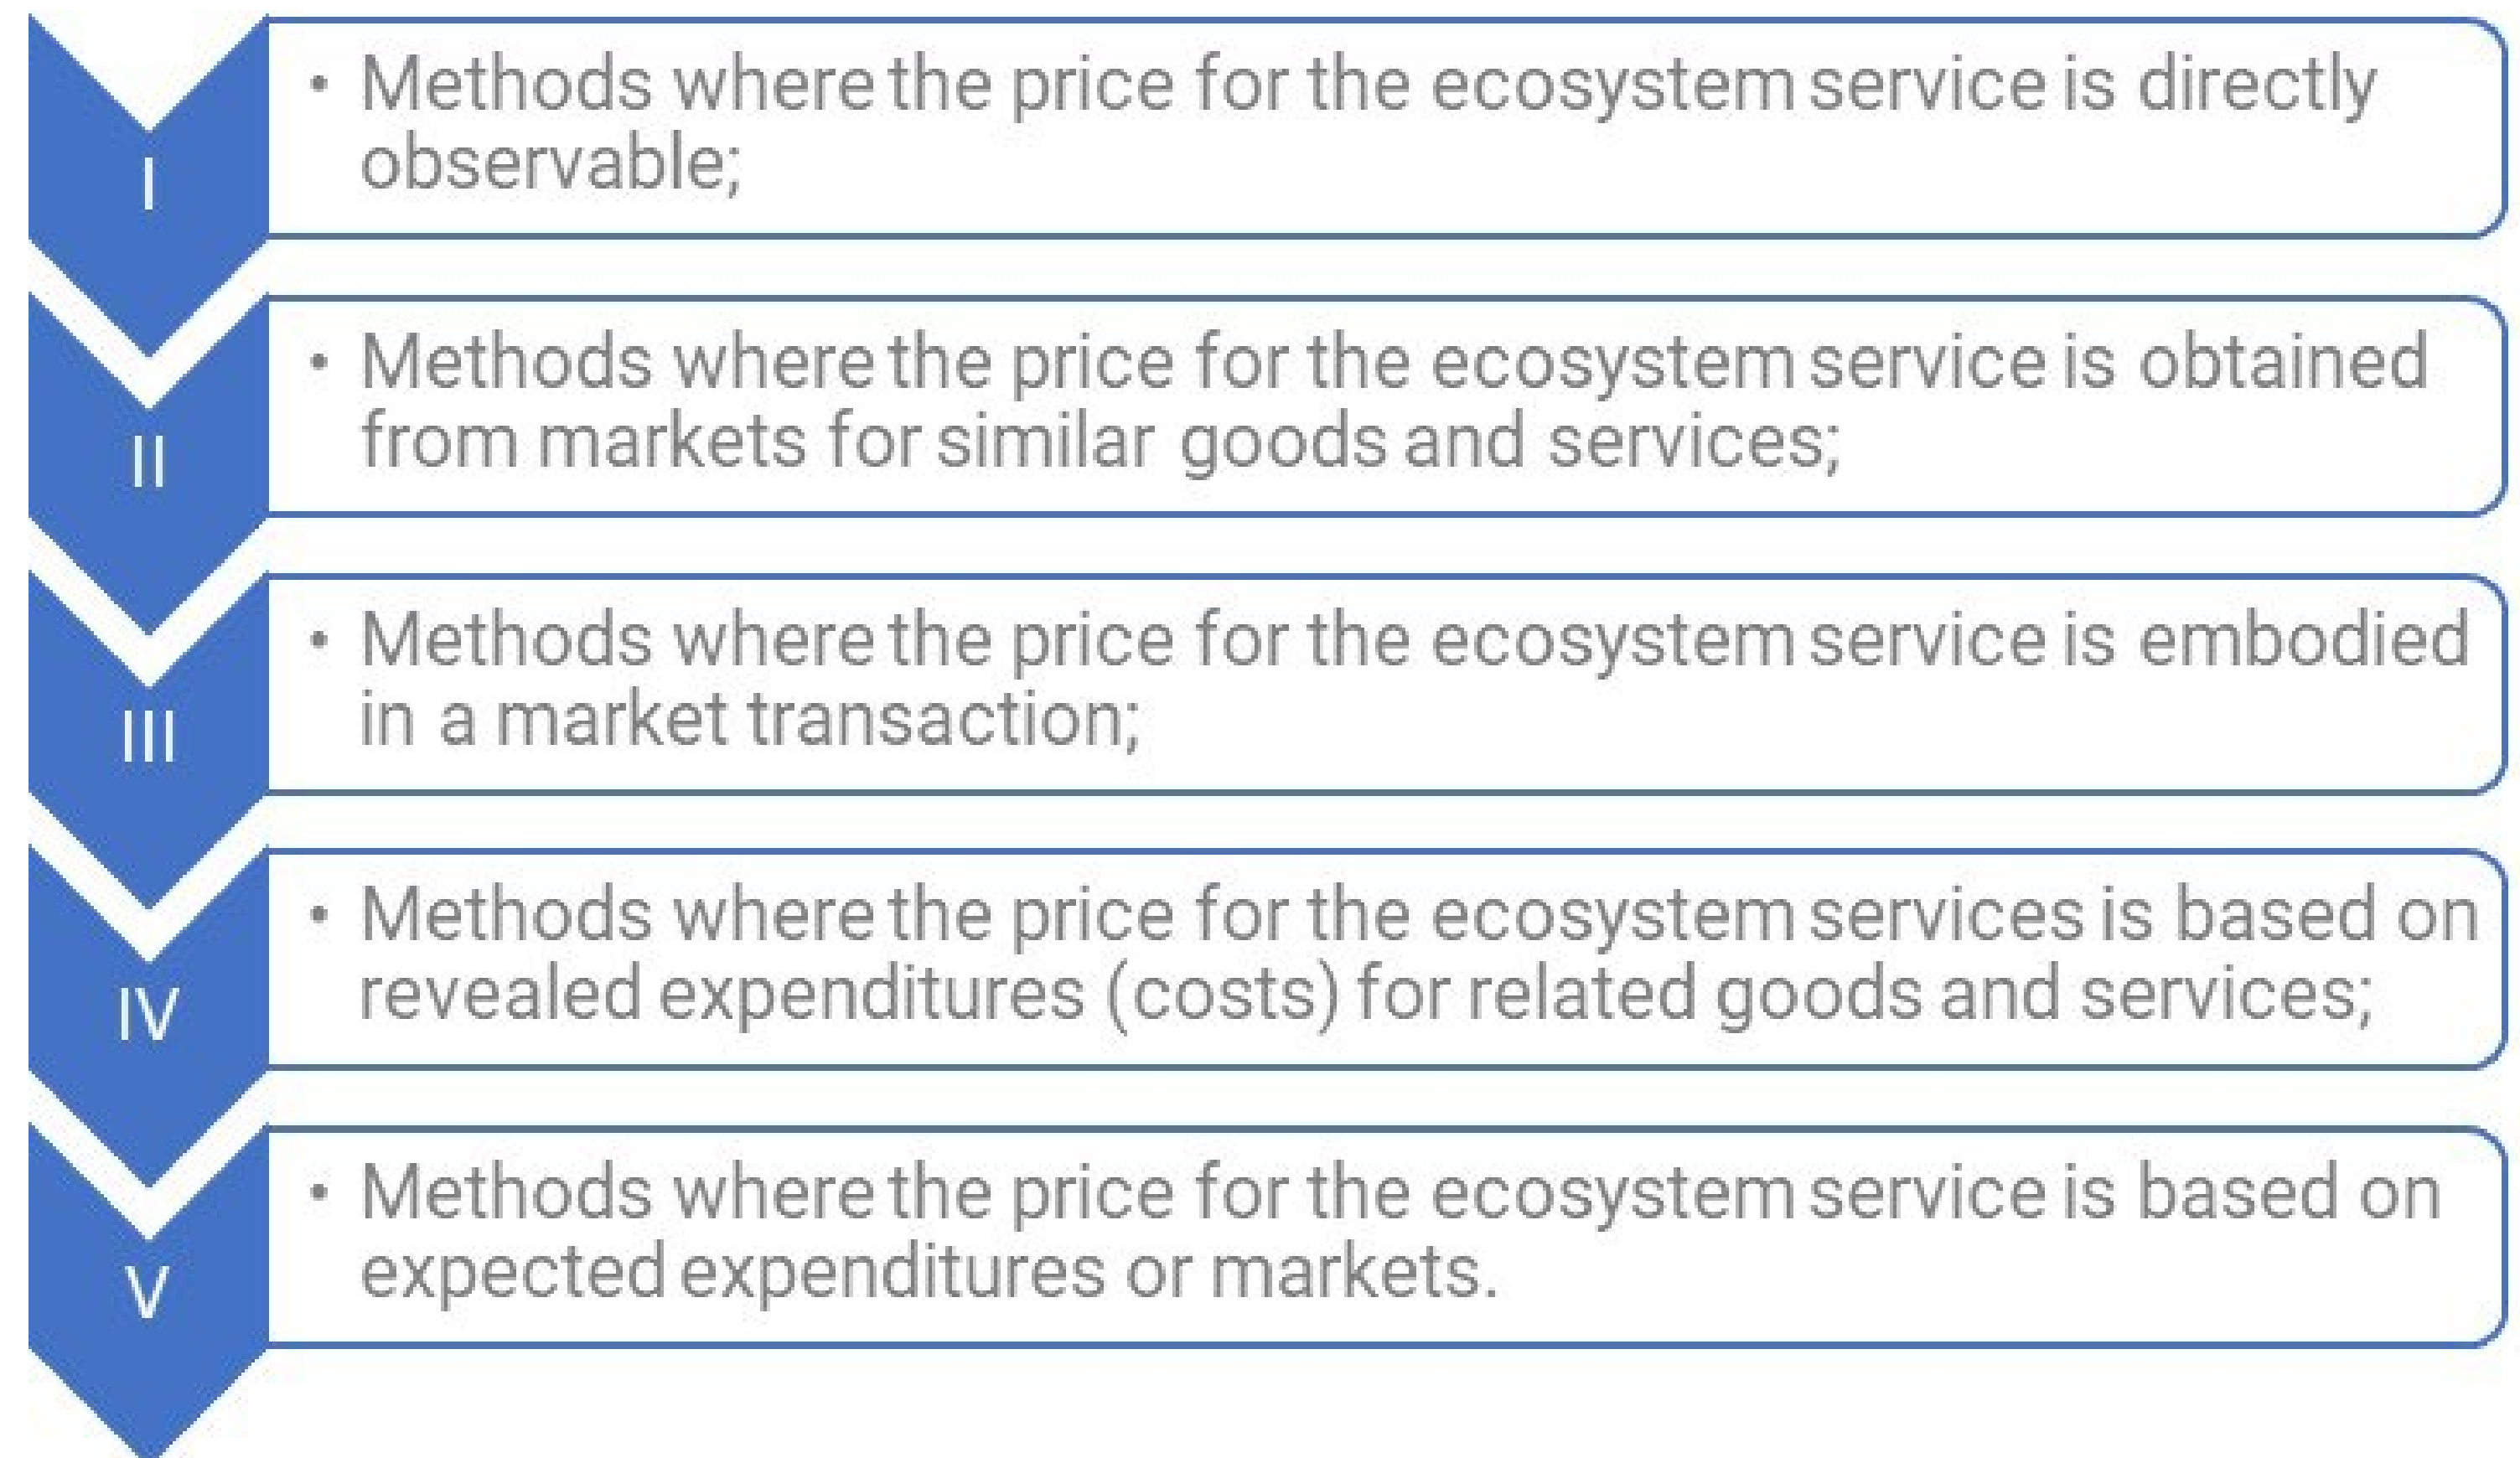 I
• Methods where the price for the ecosystem service is directly
observable;
II
• Methods where the price for the ecosystem service is obtained
from markets for similar goods and services;
III
• Methods where the price for the ecosystem service is embodied
in a market transaction;
IV
• Methods where the price for the ecosystem services is based on
revealed expenditures (costs) for related goods and services;
V
• Methods where the price for the ecosystem service is based on
expected expenditures or markets.